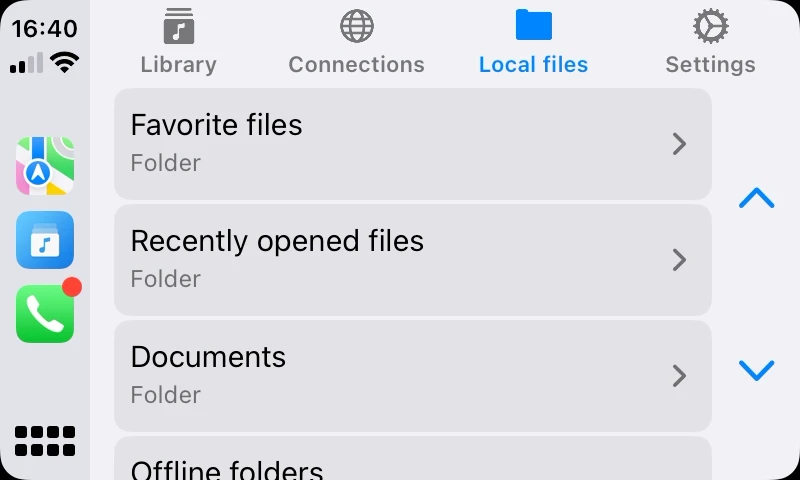 16:40
Library
Connections
Local files
Settings
Favorite files
Folder
Recently opened files
Folder
Documents
Folder
Offline folders